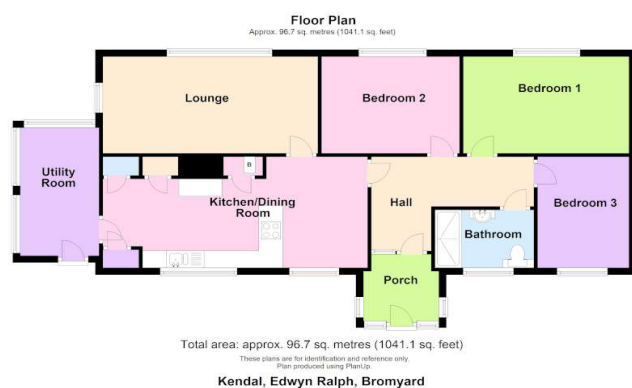 Floor Plan
Approx. 96.7 sq. metres (1041.1 sq. feet)
Lounge
Bedroom 2
Bedroom 1
Utility
Room
B
Kitchen/Dining
Room
Hall
Bedroom 3
Bathroom
Porch
Total area: approx. 96.7 sq. metres (1041.1 sq. feet)
These plans are for identification and reference only.
Plan produced using PlanUp.
Kendal, Edwyn Ralph, Bromyard